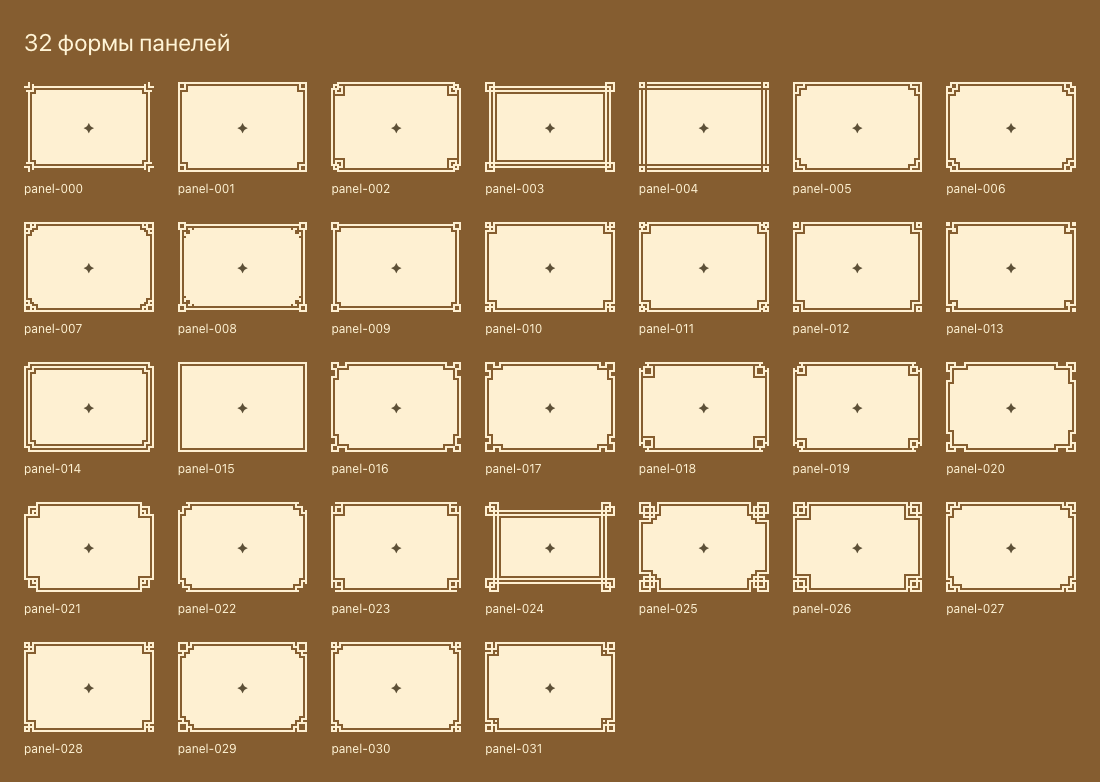 32 формы панелей
panel-000 panel-001 panel-002 panel-003 panel-004 panel-005 panel-006
panel-007 panel-008 panel-009 panel-010 panel-011 panel-012 panel-013
panel-014 panel-015 panel-016 panel-017 panel-018 panel-019 panel-020
panel-021 panel-022 panel-023 panel-024 panel-025 panel-026 panel-027
panel-028 panel-029 panel-030 panel-031